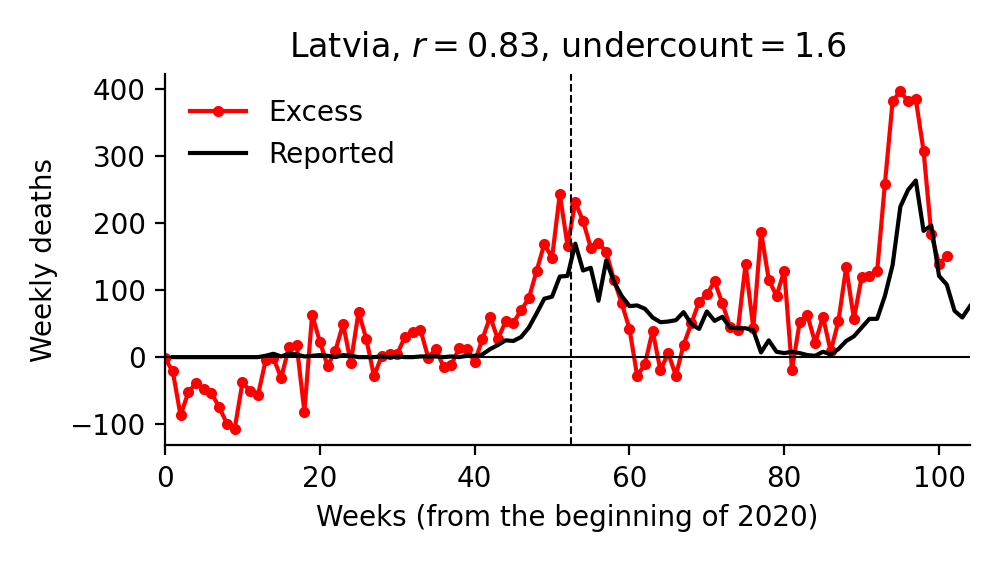 Latvia, r = 0.83, undercount = 1.6
Excess
Reported
Weekly deaths
400
300
200
100
0
−100
0 20 40 60 80 100
Weeks (from the beginning of 2020)